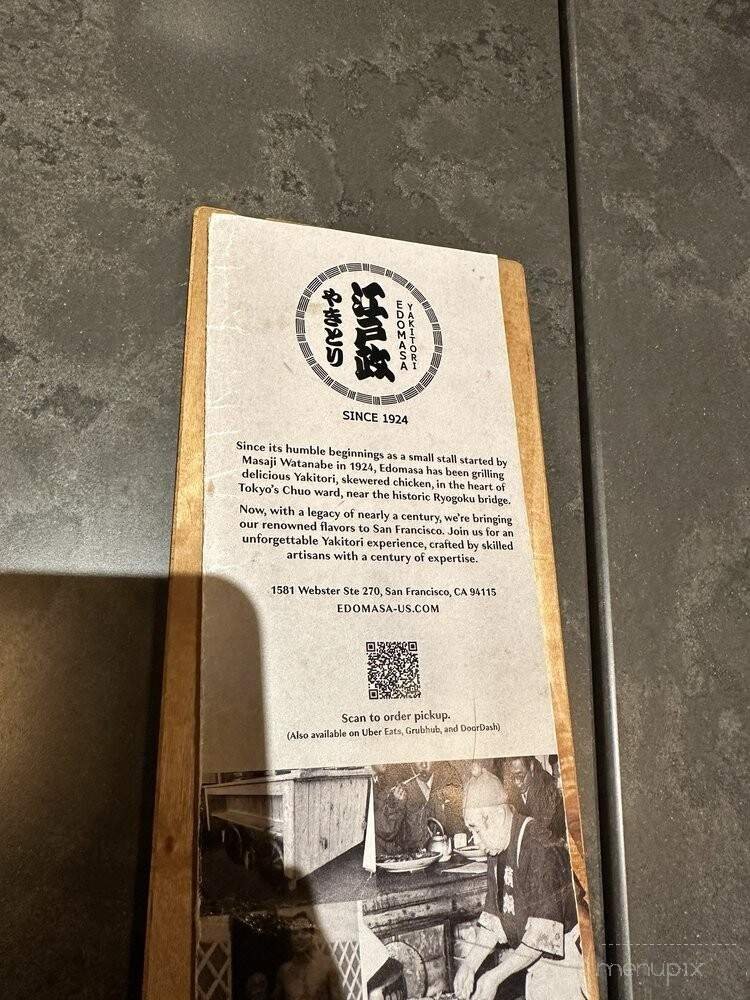 やきとり
江戸政
EDOMASA
YAKITORI
SINCE 1924
Since its humble beginnings as a small stall started by
Masaji Watanabe in 1924, Edomasa has been grilling
delicious Yakitori, skewered chicken, in the heart of
Tokyo's Chuo ward, near the historic Ryogoku bridge.
Now, with a legacy of nearly a century, we're bringing
our renowned flavors to San Francisco. Join us for an
unforgettable Yakitori experience, crafted by skilled
artisans with a century of expertise.
1581 Webster Ste 270, San Francisco, CA 94115
EDOMASA-US.COM
Scan to order pickup.
(Also available on Uber Eats, Grubhub, and DoorDash)
menupix